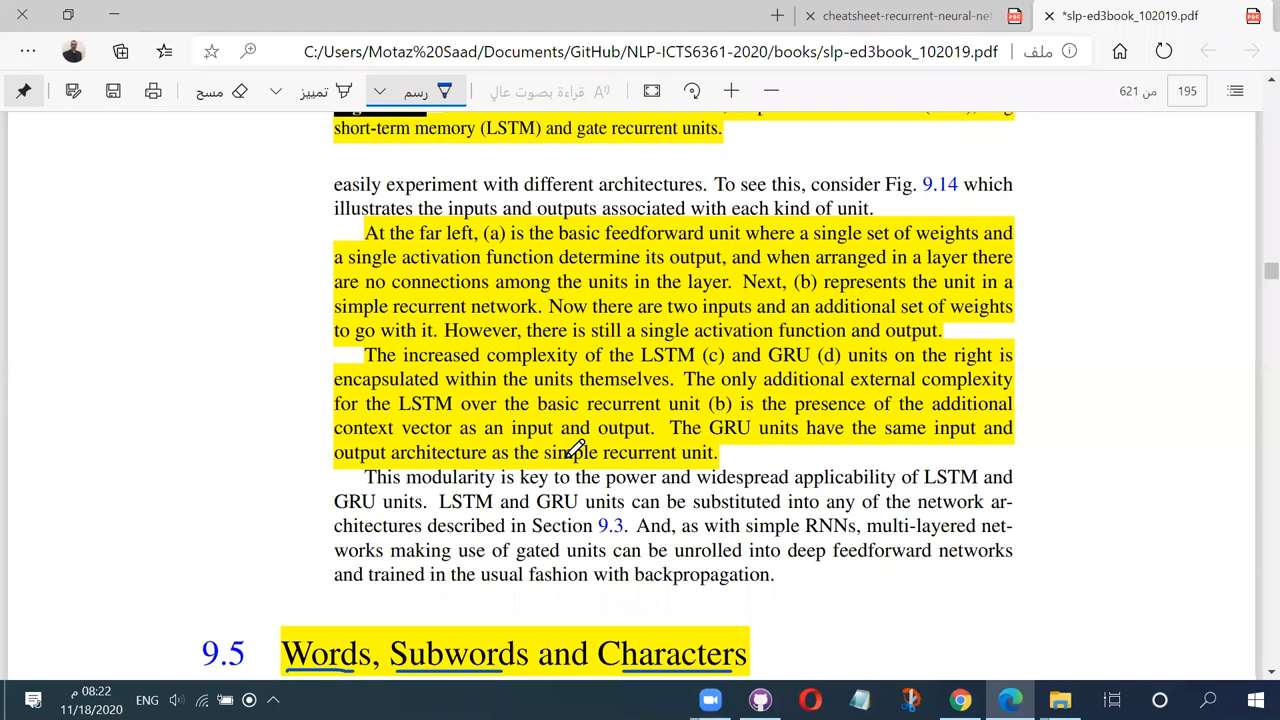 cheatsheet-recurrent-neural-net
*slp-ed3book_102019.pdf
C:/Users/Motaz%20Saad/Documents/GitHub/NLP-ICTS6361-2020/books/slp-ed3book_102019.pdf
ملف
مسح
تمييز
رسم
قراءة بصوت عالٍ
من 621
195
short-term memory (LSTM) and gate recurrent units.
easily experiment with different architectures. To see this, consider Fig. 9.14 which
illustrates the inputs and outputs associated with each kind of unit.
At the far left, (a) is the basic feedforward unit where a single set of weights and
a single activation function determine its output, and when arranged in a layer there
are no connections among the units in the layer. Next, (b) represents the unit in a
simple recurrent network. Now there are two inputs and an additional set of weights
to go with it. However, there is still a single activation function and output.
The increased complexity of the LSTM (c) and GRU (d) units on the right is
encapsulated within the units themselves. The only additional external complexity
for the LSTM over the basic recurrent unit (b) is the presence of the additional
context vector as an input and output. The GRU units have the same input and
output architecture as the simple recurrent unit.
This modularity is key to the power and widespread applicability of LSTM and
GRU units. LSTM and GRU units can be substituted into any of the network ar-
chitectures described in Section 9.3. And, as with simple RNNs, multi-layered net-
works making use of gated units can be unrolled into deep feedforward networks
and trained in the usual fashion with backpropagation.
9.5 Words, Subwords and Characters
08:22 م
11/18/2020
ENG